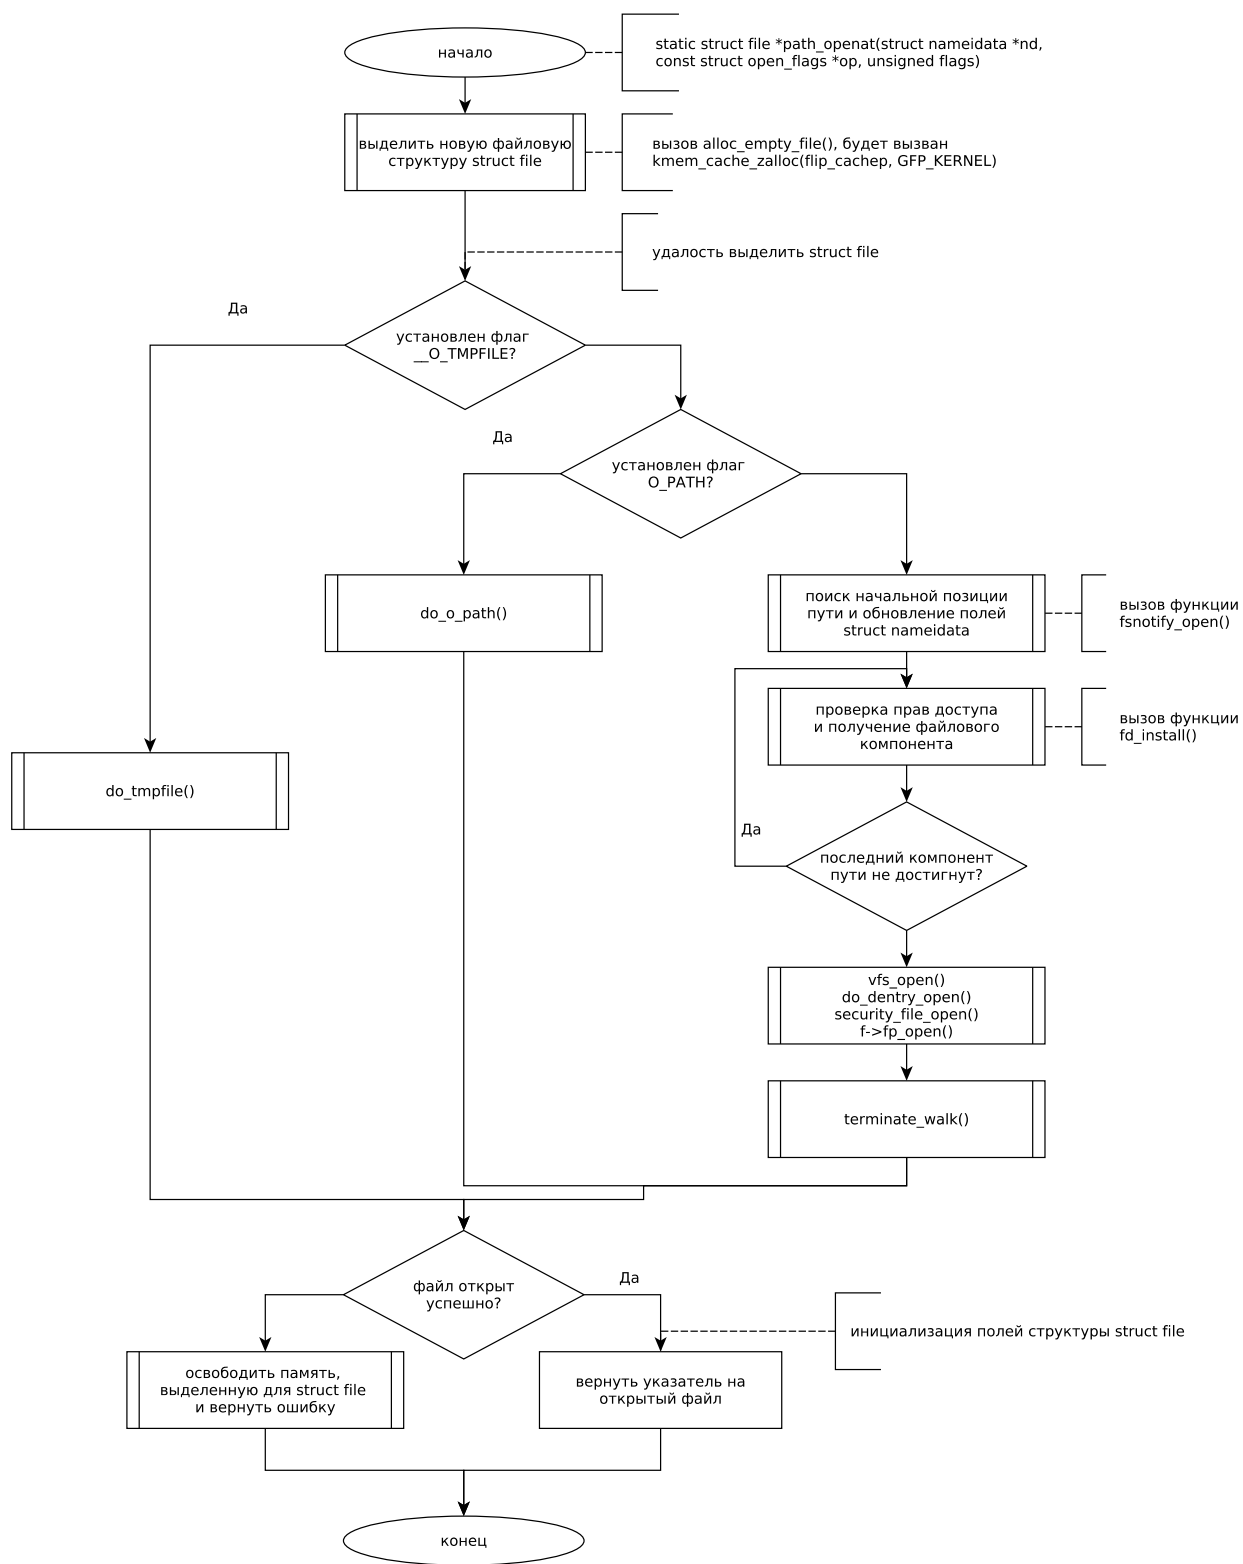 начало
static struct file *path_openat(struct nameidata *nd,
const struct open_flags *op, unsigned flags)
выделить новую файловую
структуру struct file
вызов alloc_empty_file(), будет вызван
kmem_cache_zalloc(flip_cachep, GFP_KERNEL)
удалость выделить struct file
Да
установлен флаг
__O_TMPFILE?
Да
установлен флаг
O_PATH?
do_o_path()
поиск начальной позиции
пути и обновление полей
struct nameidata
вызов функции
fsnotify_open()
проверка прав доступа
и получение файлового
компонента
вызов функции
fd_install()
do_tmpfile()
Да
последний компонент
пути не достигнут?
vfs_open()
do_dentry_open()
security_file_open()
f->fp_open()
terminate_walk()
файл открыт
успешно?
Да
инициализация полей структуры struct file
освободить память,
выделенную для struct file
и вернуть ошибку
вернуть указатель на
открытый файл
конец